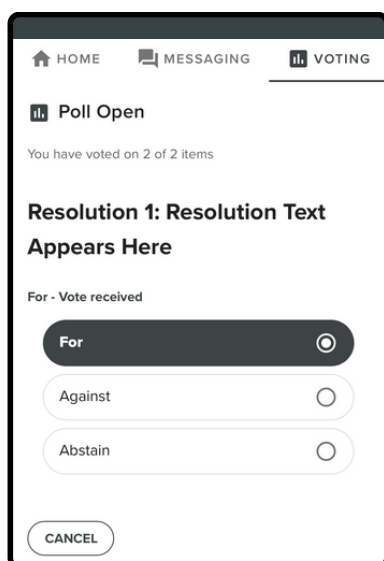 HOME MESSAGING VOTING
Poll Open
You have voted on 2 of 2 items
Resolution 1: Resolution Text
Appears Here
For - Vote received
For
Against
Abstain
CANCEL